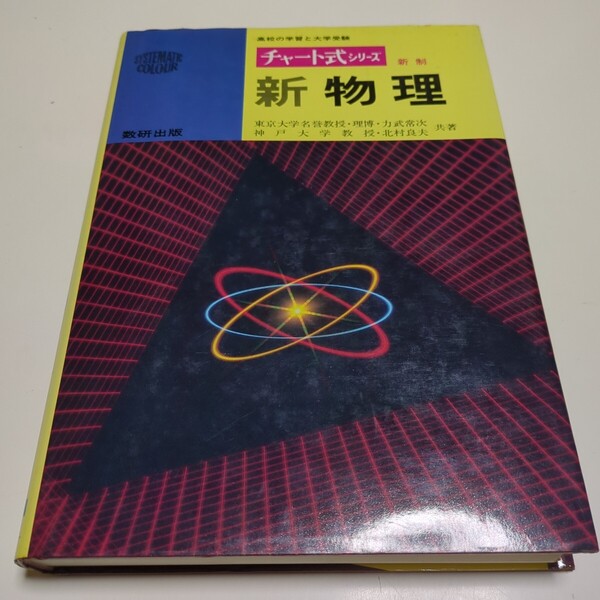 高校の学習と大学受験
SYSTEMATIC
COLOUR
チャート式シリーズ 新制
新物理
東京大学名誉教授・理博・力武常次
神戸大学教授・北村良夫 共著
数研出版